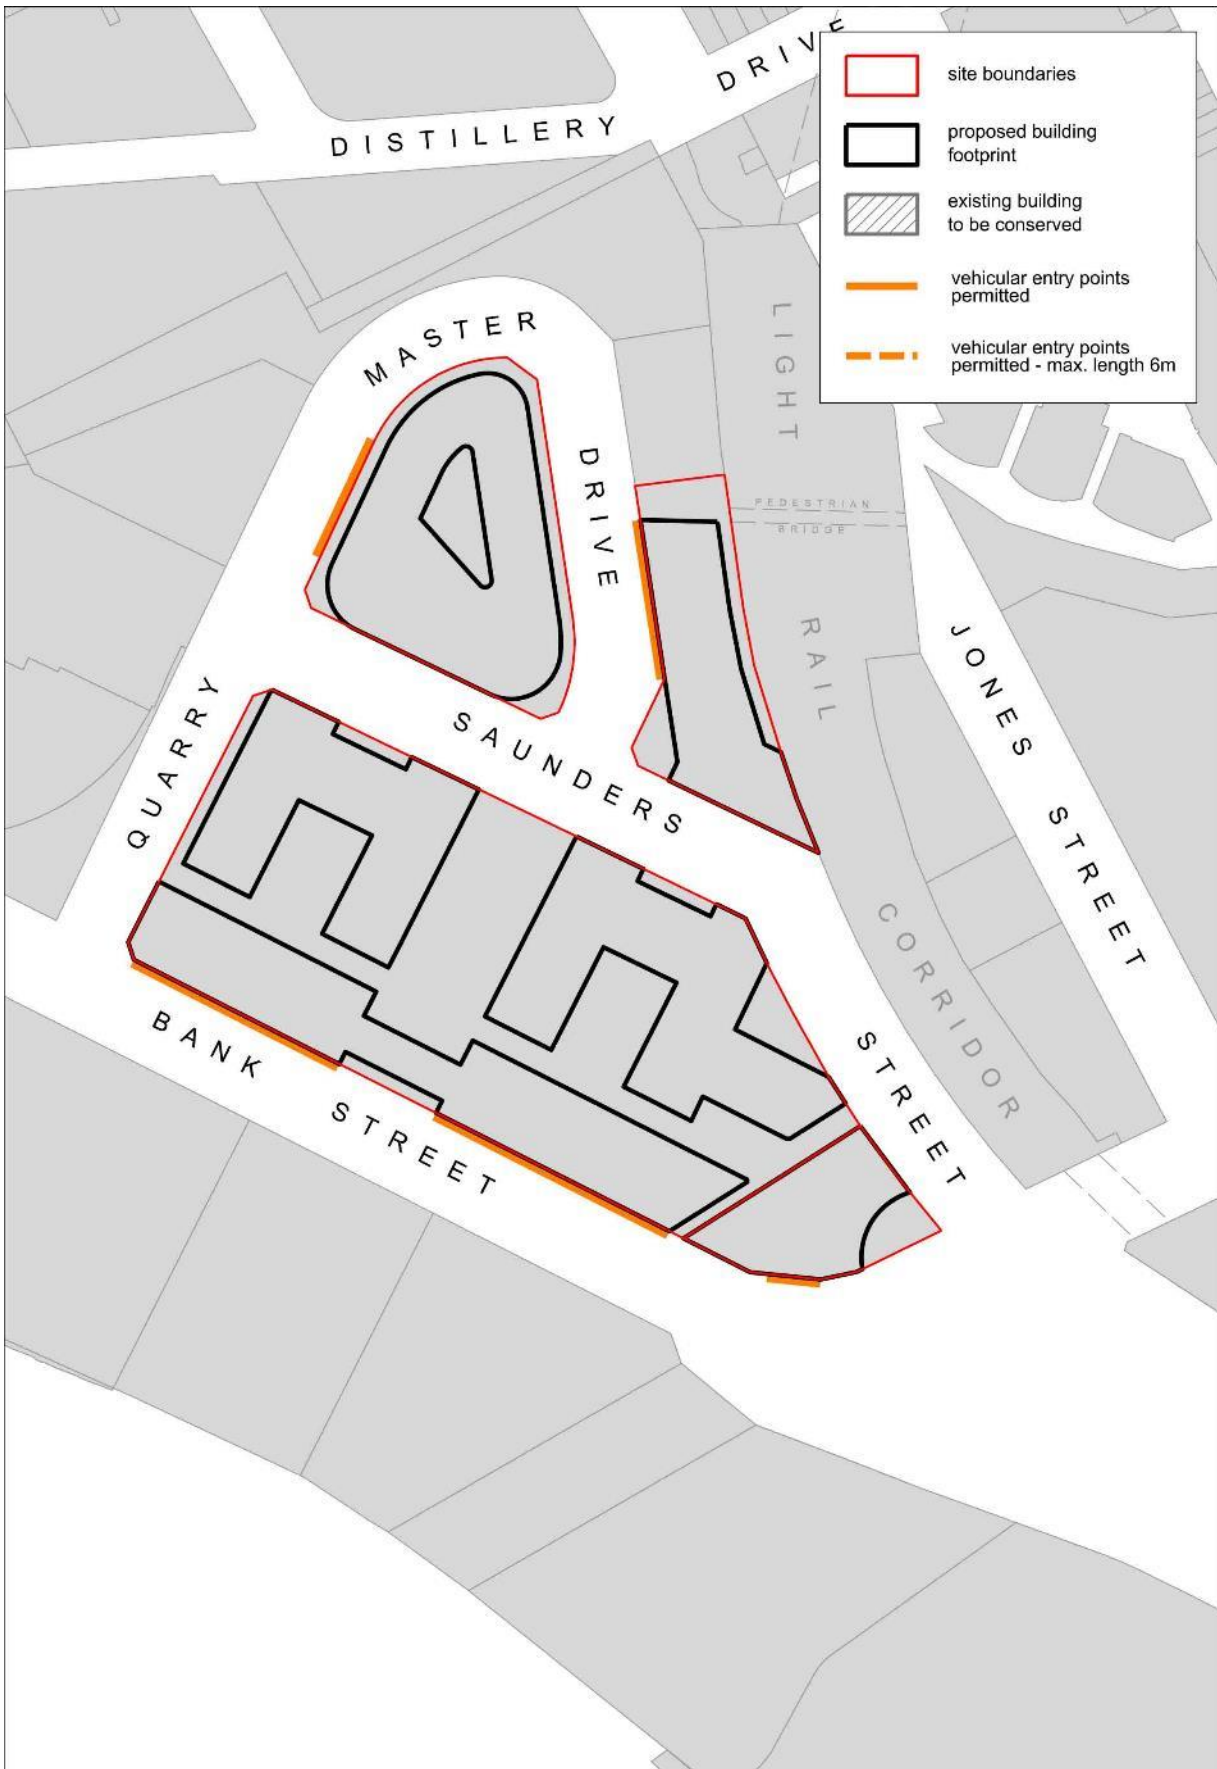 DRIVE
DISTILLERY
site boundaries
proposed building
footprint
existing building
to be conserved
vehicular entry points
permitted
vehicular entry points
permitted - max. length 6m
MASTER
DRIVE
LIGHT
PEDESTRIAN
BRIDGE
RAIL
JONES STREET
QUARRY
SAUNDERS
CORRIDOR
BANK STREET
STREET